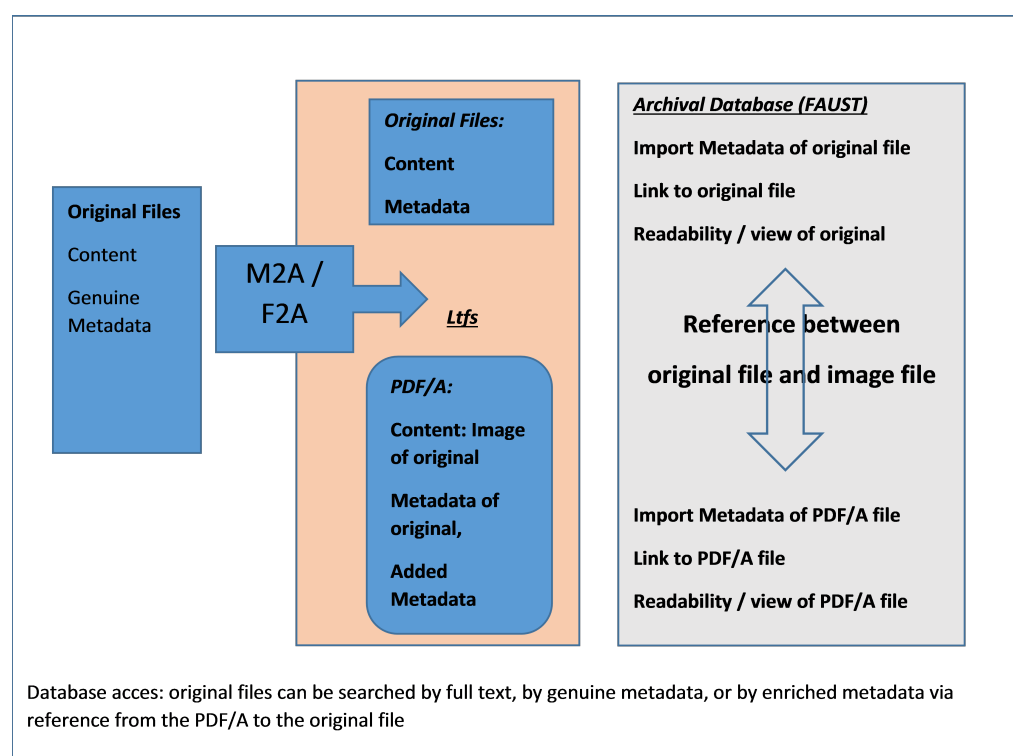 Original Files
Content
Genuine
Metadata
M2A /
F2A
Original Files:
Content
Metadata
Ltfs
PDF/A:
Content: Image
of original
Metadata of
original,
Added
Metadata
Archival Database (FAUST)
Import Metadata of original file
Link to original file
Readability / view of original
Reference between
original file and image file
Import Metadata of PDF/A file
Link to PDF/A file
Readability / view of PDF/A file
Database acces: original files can be searched by full text, by genuine metadata, or by enriched metadata via
reference from the PDF/A to the original file